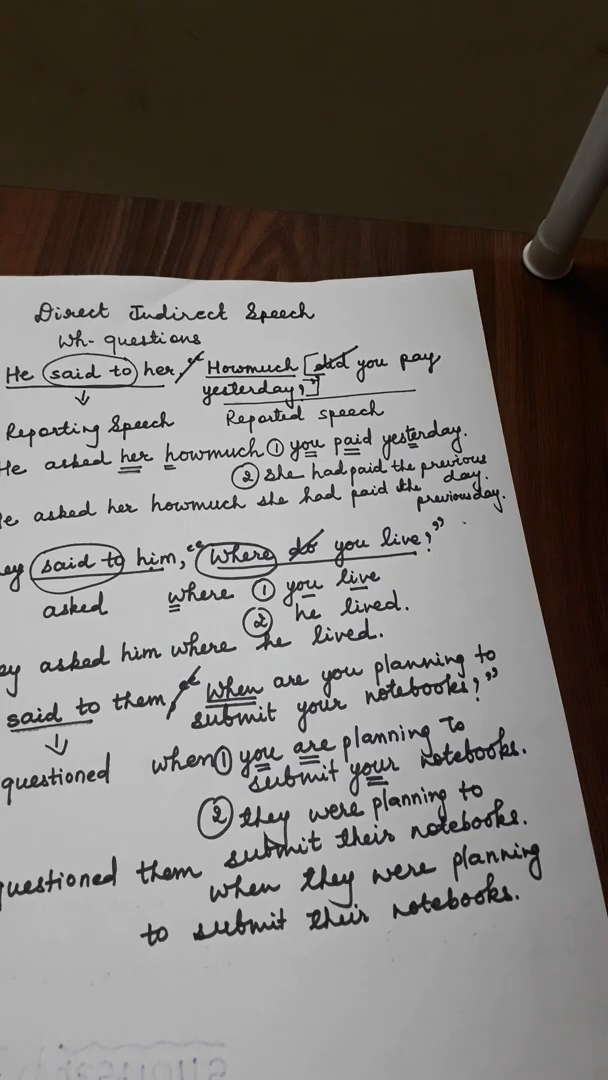 Direct Indirect Speech
Wh- questions
He said to her, “Howmuch [did you pay
yesterday?”]
Reporting Speech Reported speech
He asked her howmuch ① you paid yesterday.
② She had paid the previous
day.
He asked her howmuch she had paid the
previous day.
ey said to him, “Where do you live?”
asked where ① you live
② he lived.
ey asked him where he lived.
said to them, “When are you planning to
submit your notebooks?”
questioned when ① you are planning to
submit your notebooks.
② they were planning to
submit their notebooks.
questioned them
when they were planning
to submit their notebooks.